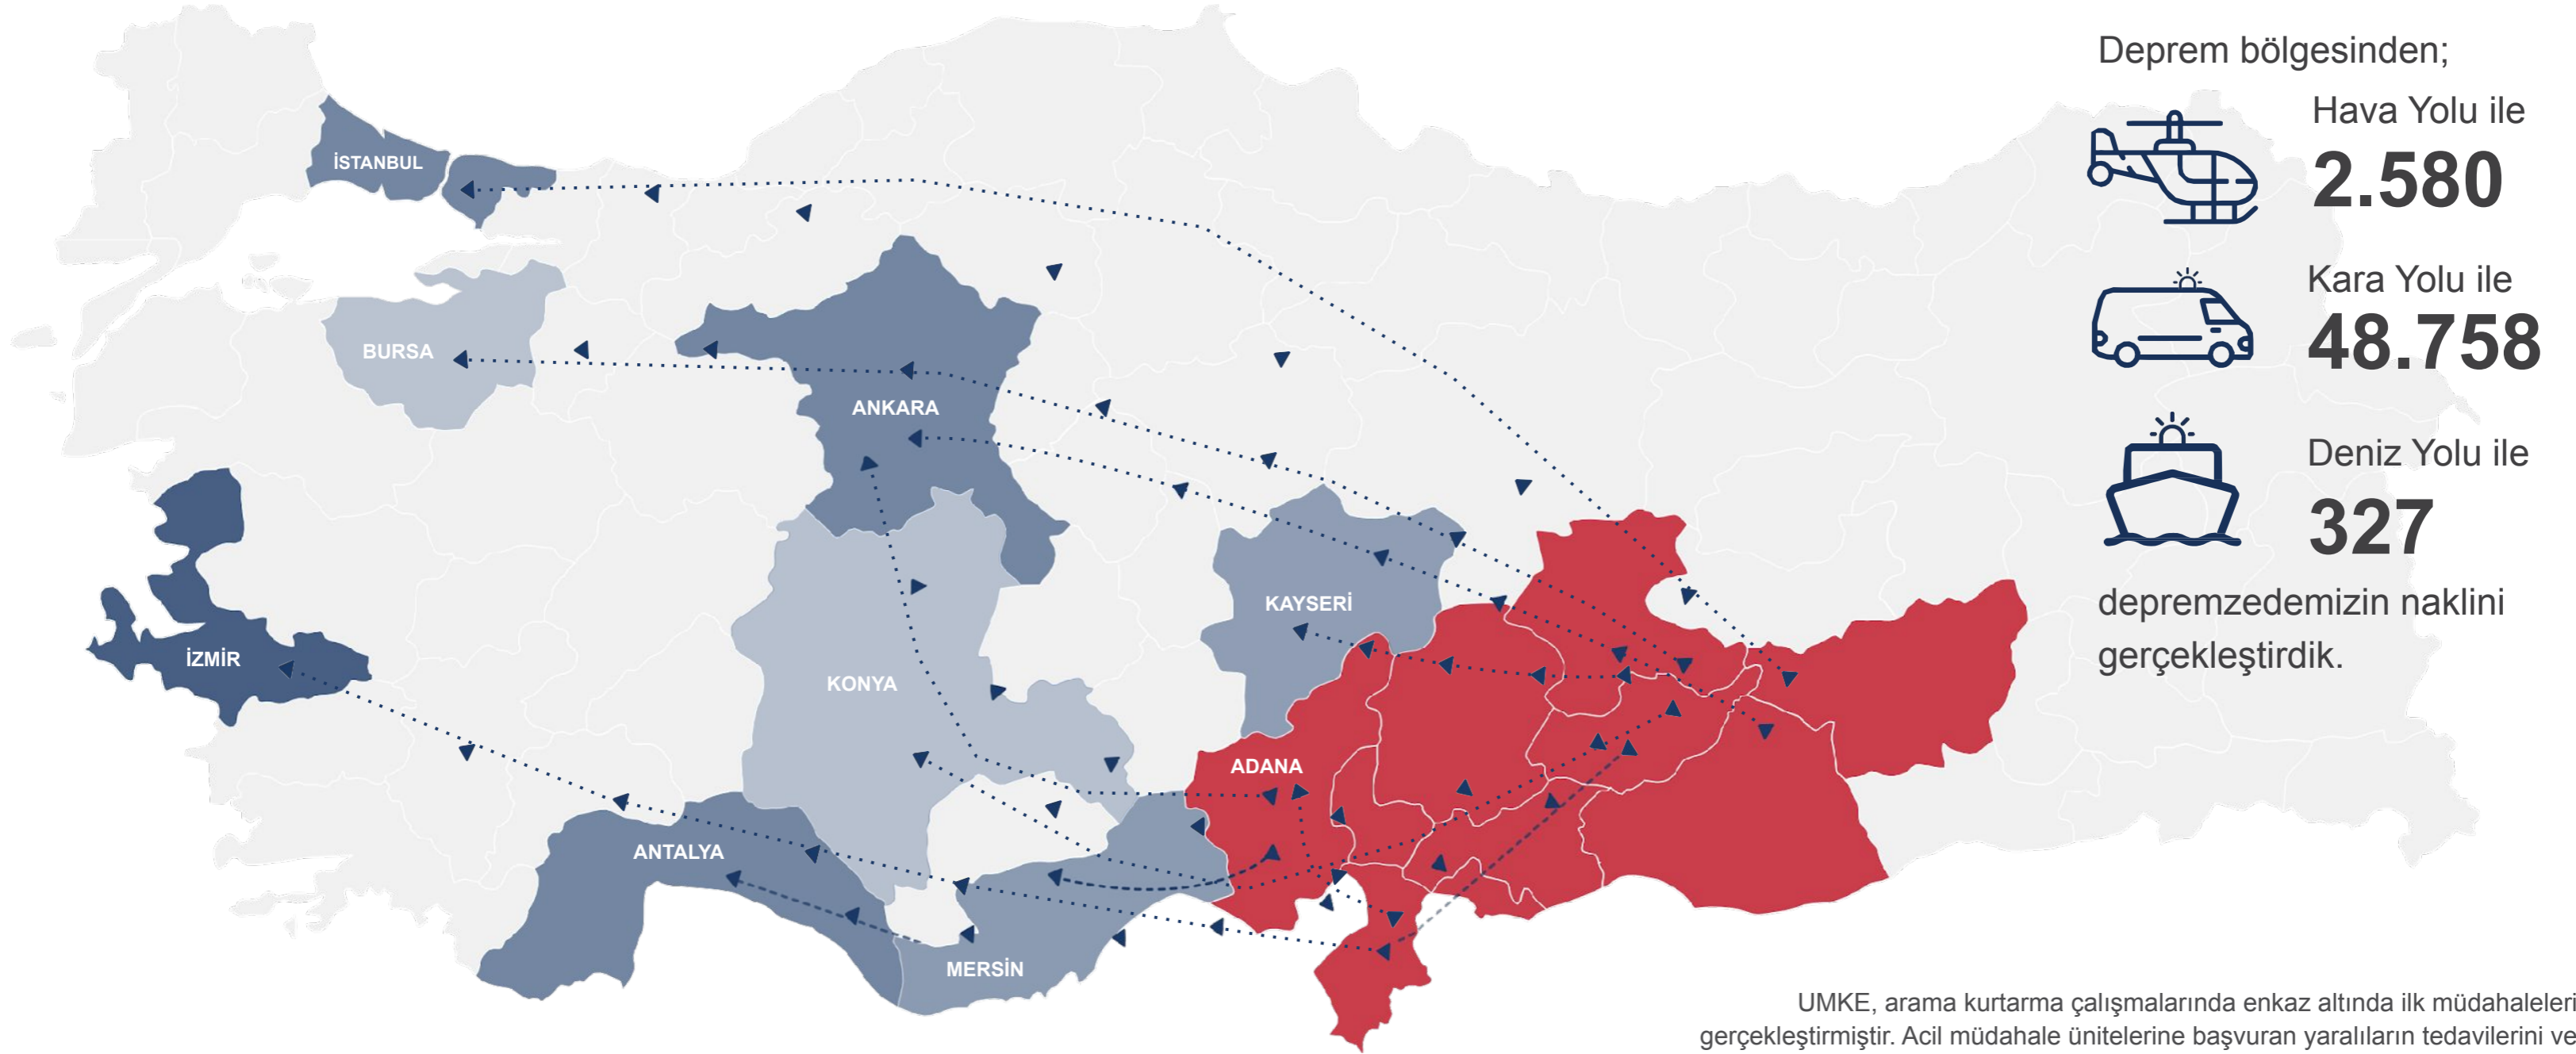 Deprem bölgesinden;
Hava Yolu ile
2.580
Kara Yolu ile
48.758
Deniz Yolu ile
327
depremzedemizin naklini
gerçekleştirdik.
İSTANBUL
BURSA
ANKARA
KAYSERİ
İZMİR
KONYA
ADANA
ANTALYA
MERSİN
UMKE, arama kurtarma çalışmalarında enkaz altında ilk müdahaleleri
gerçekleştirmiştir. Acil müdahale ünitelerine başvuran yaralıların tedavilerini ve